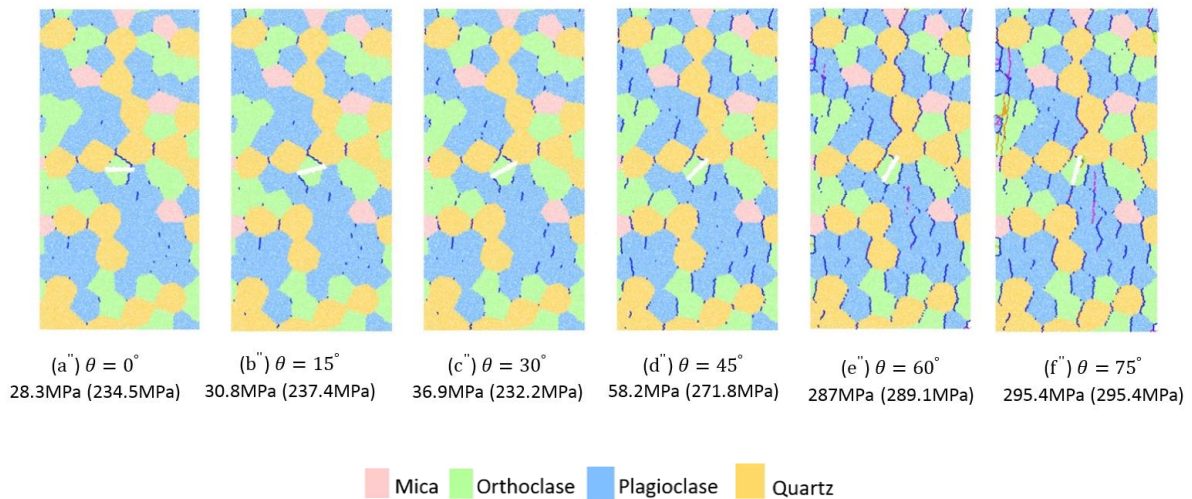 (a'') θ = 0° (b'') θ = 15° (c'') θ = 30° (d'') θ = 45° (e'') θ = 60° (f'') θ = 75°
28.3MPa (234.5MPa) 30.8MPa (237.4MPa) 36.9MPa (232.2MPa) 58.2MPa (271.8MPa) 287MPa (289.1MPa) 295.4MPa (295.4MPa)
Mica Orthoclase Plagioclase Quartz